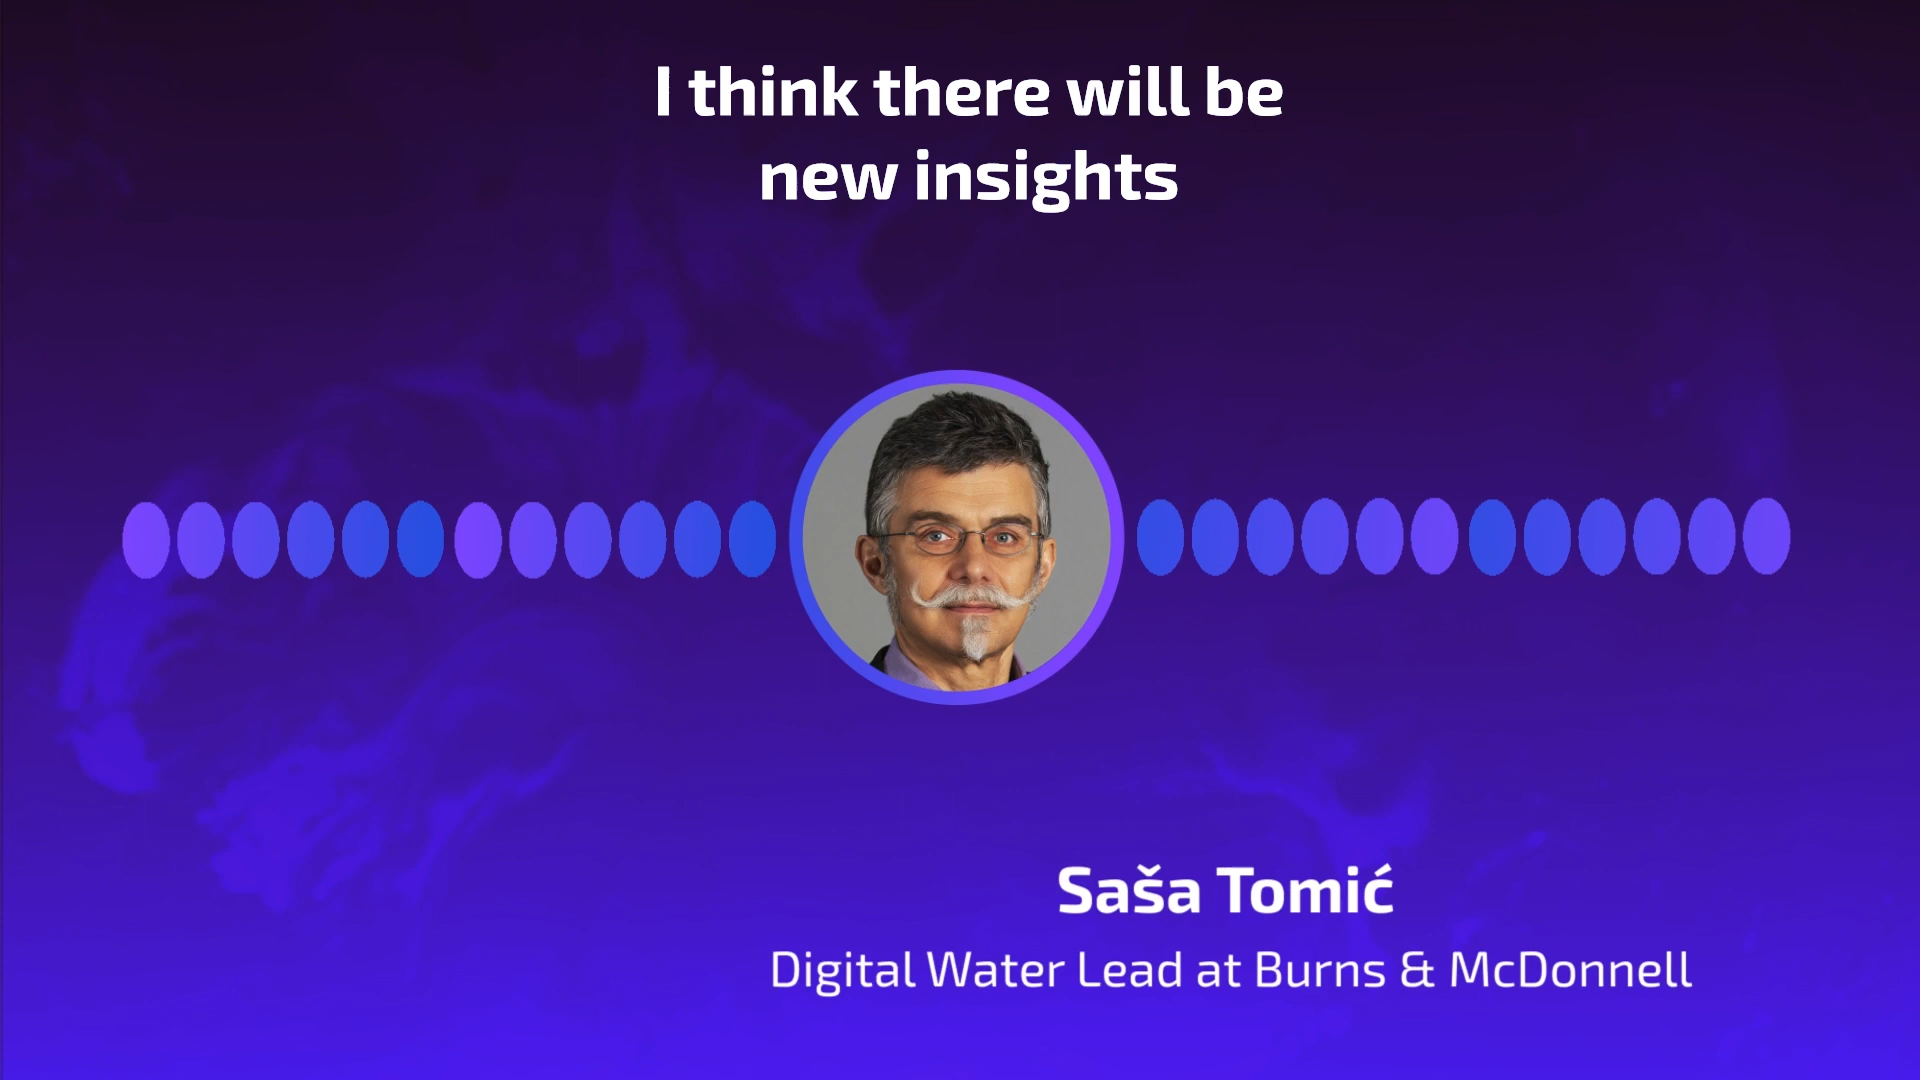 I think there will be
new insights
Saša Tomić
Digital Water Lead at Burns & McDonnell